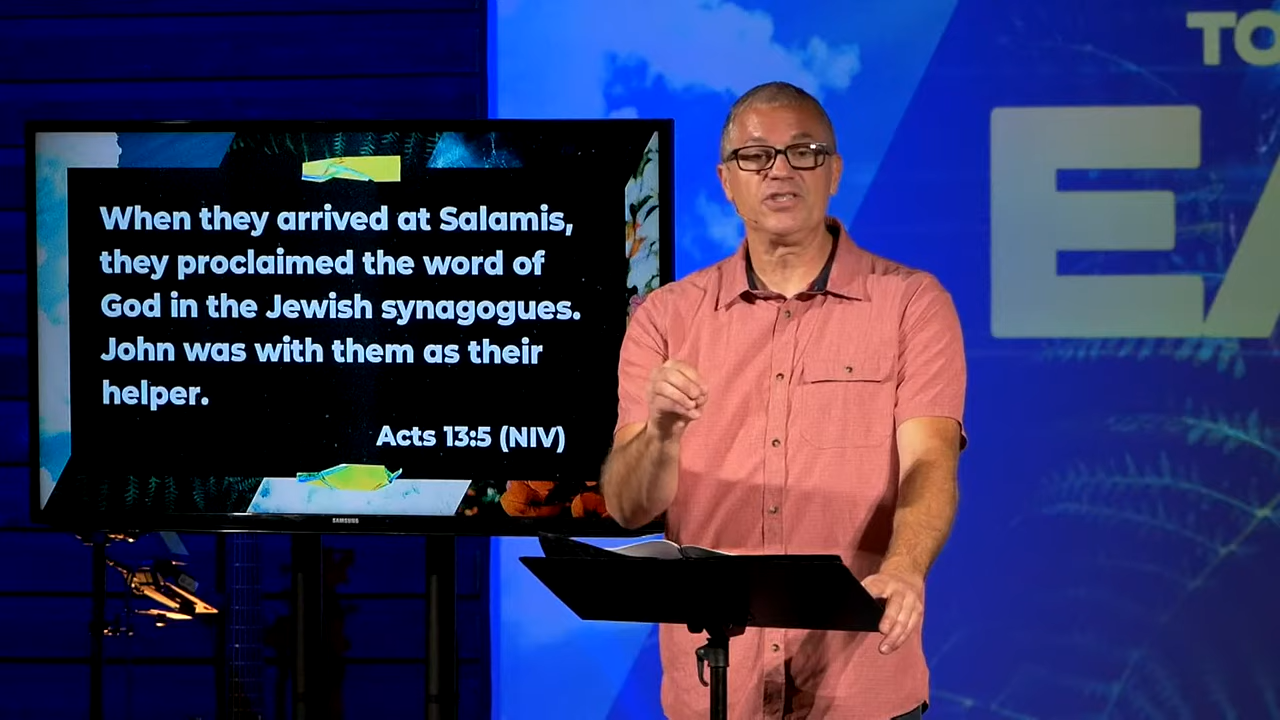 When they arrived at Salamis,
they proclaimed the word of
God in the Jewish synagogues.
John was with them as their
helper.
Acts 13:5 (NIV)
SAMSUNG
TO
EA